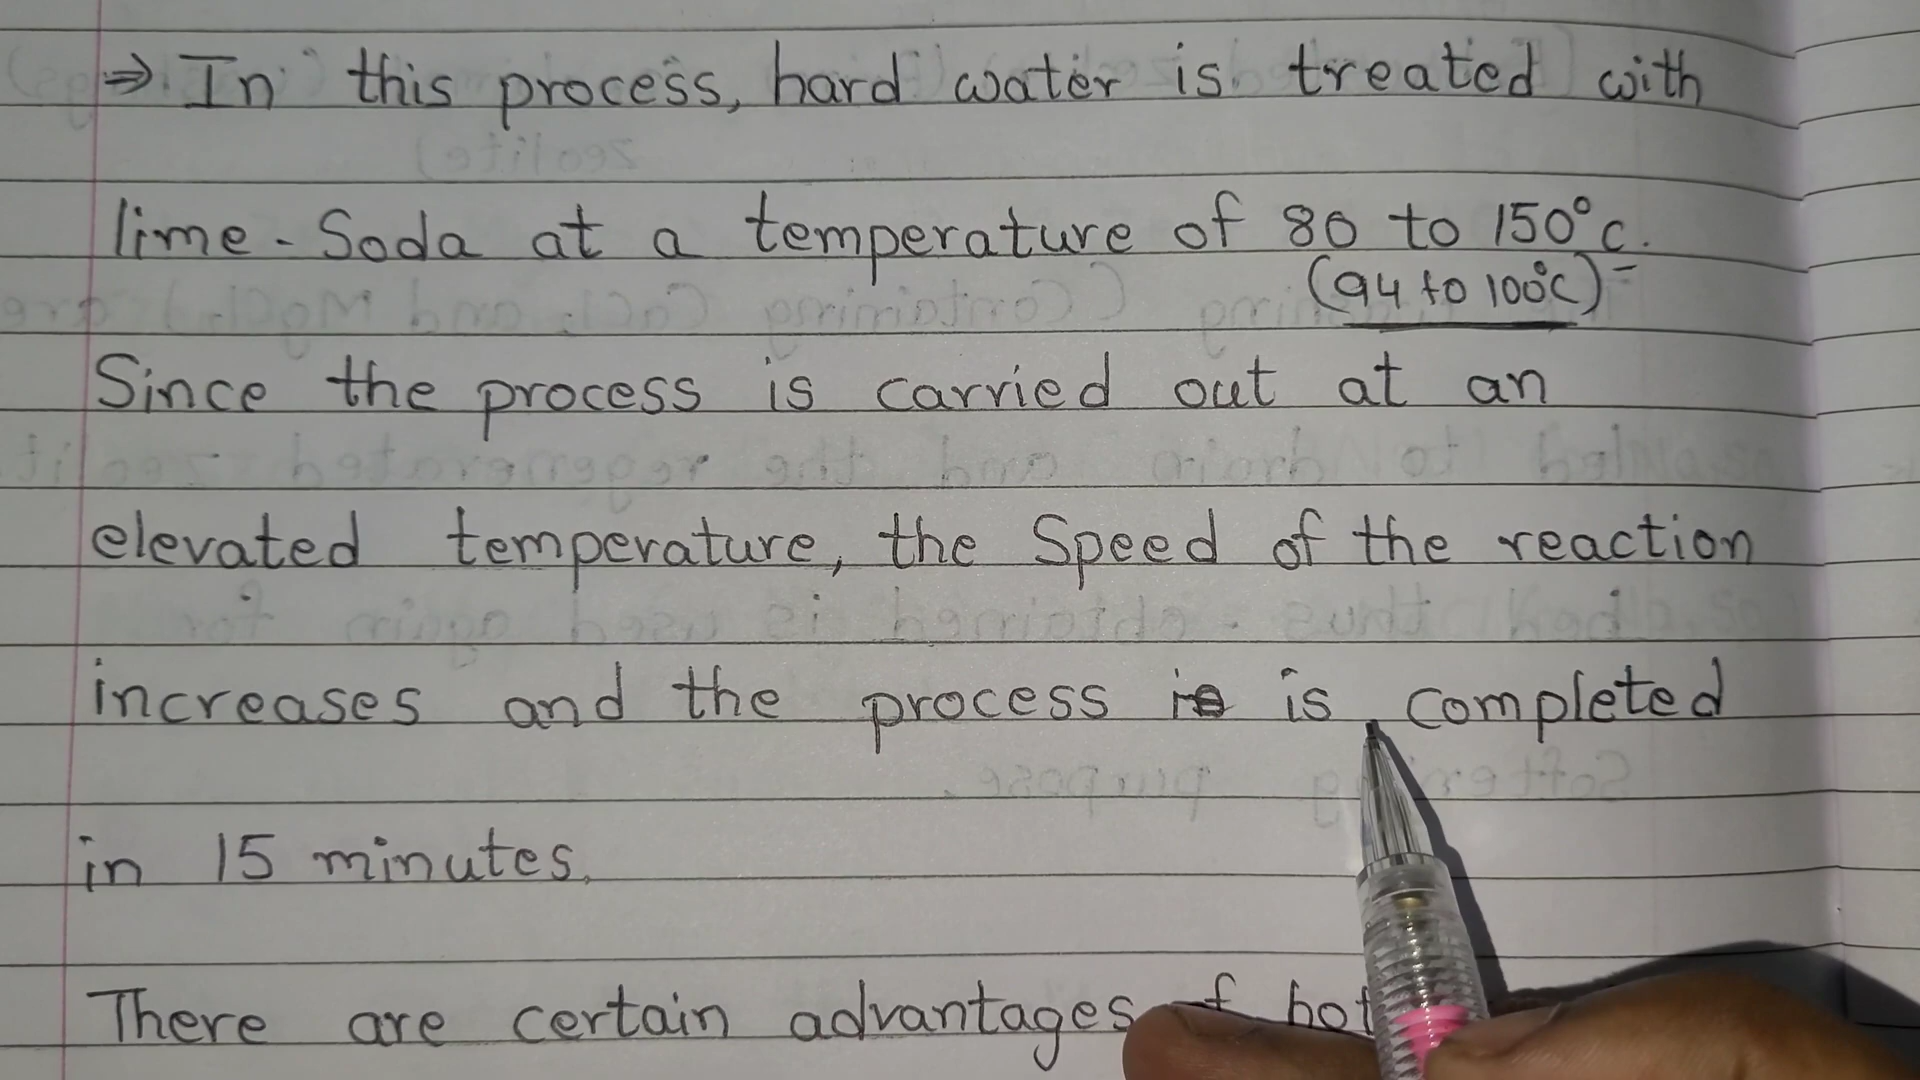 ⇒ In this process, hard water is treated with
lime-Soda at a temperature of 80 to 150°c.
(94 to 100°C)
Since the process is carried out at an
elevated temperature, the Speed of the reaction
increases and the process is completed
in 15 minutes.
There are certain advantages of hot